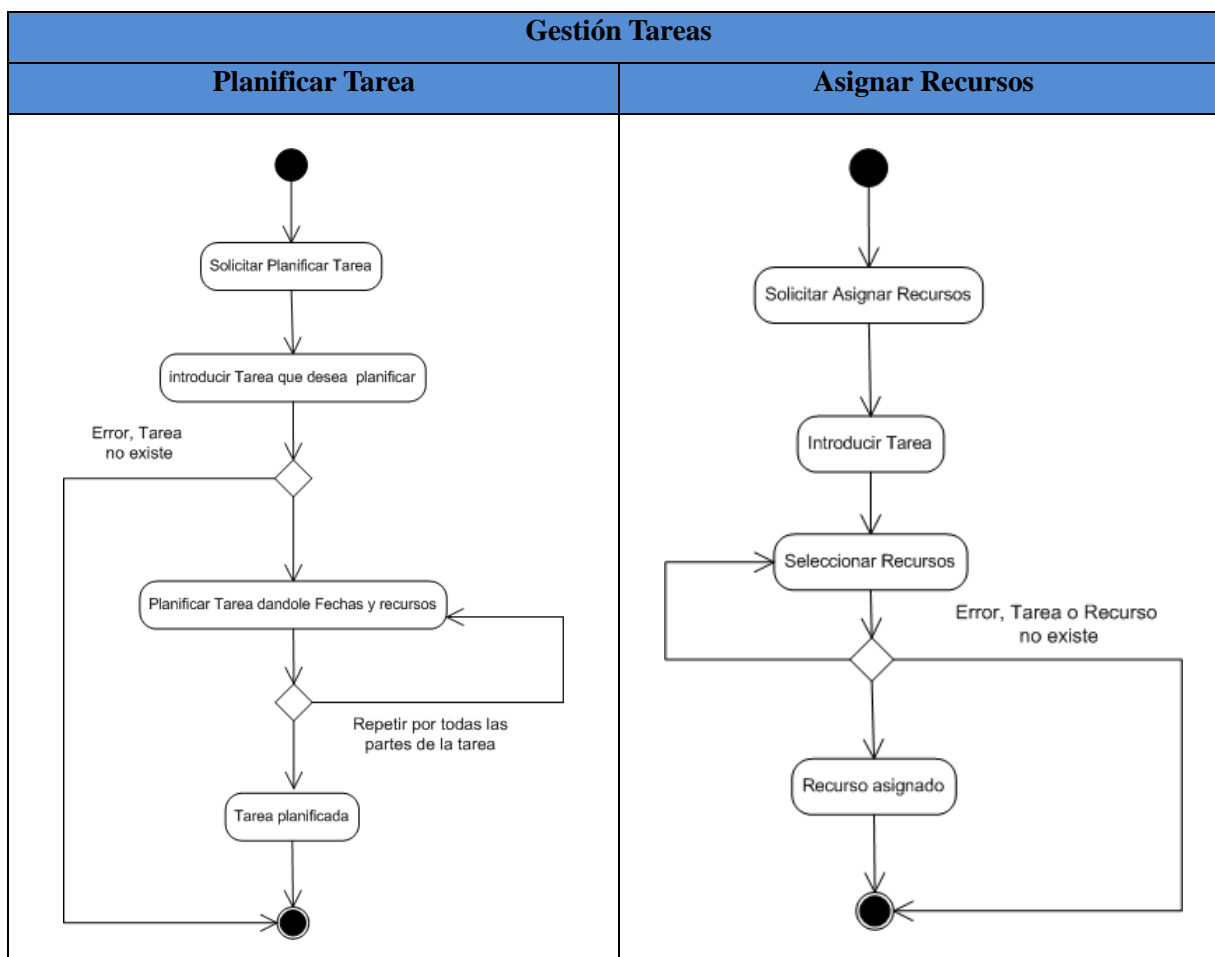 Gestión Tareas
Planificar Tarea
Solicitar Planificar Tarea
introducir Tarea que desea planificar
Error, Tarea
no existe
Planificar Tarea dandole Fechas y recursos
Repetir por todas las
partes de la tarea
Tarea planificada
Asignar Recursos
Solicitar Asignar Recursos
Introducir Tarea
Seleccionar Recursos
Error, Tarea o Recurso
no existe
Recurso asignado